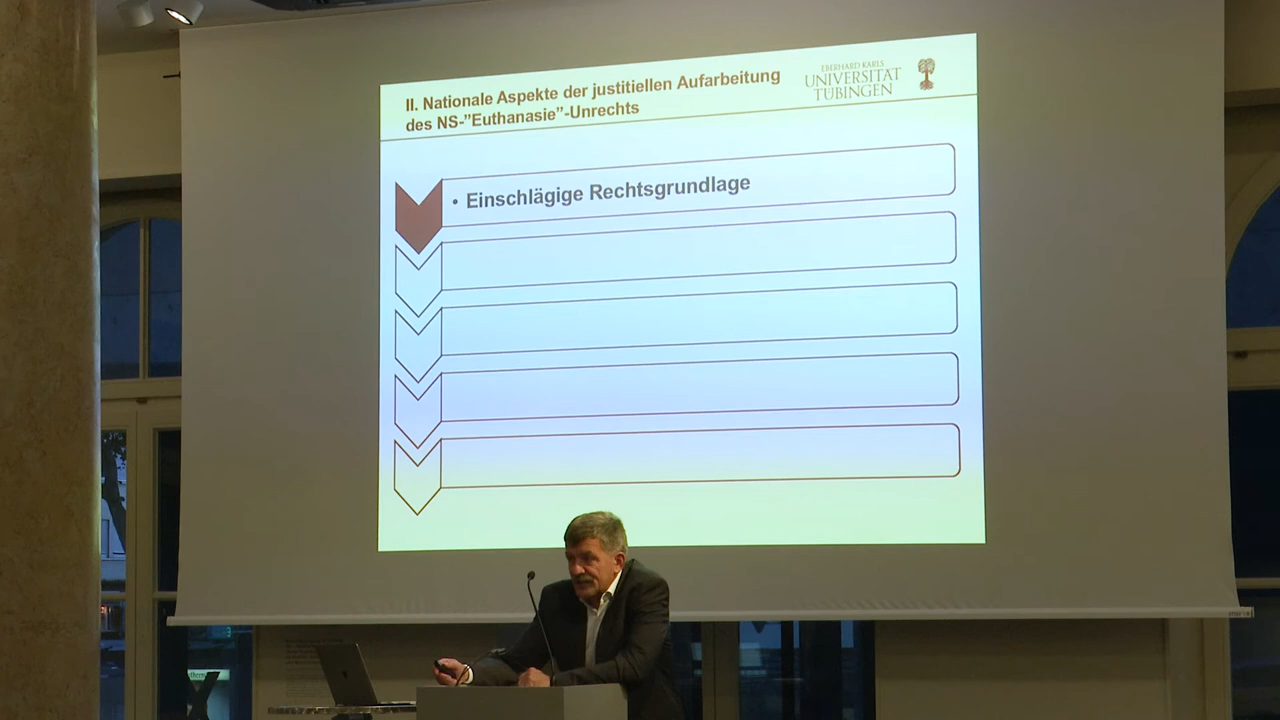 II. Nationale Aspekte der justitiellen Aufarbeitung
des NS-”Euthanasie”-Unrechts
EBERHARD KARLS
UNIVERSITÄT
TÜBINGEN
• Einschlägige Rechtsgrundlage